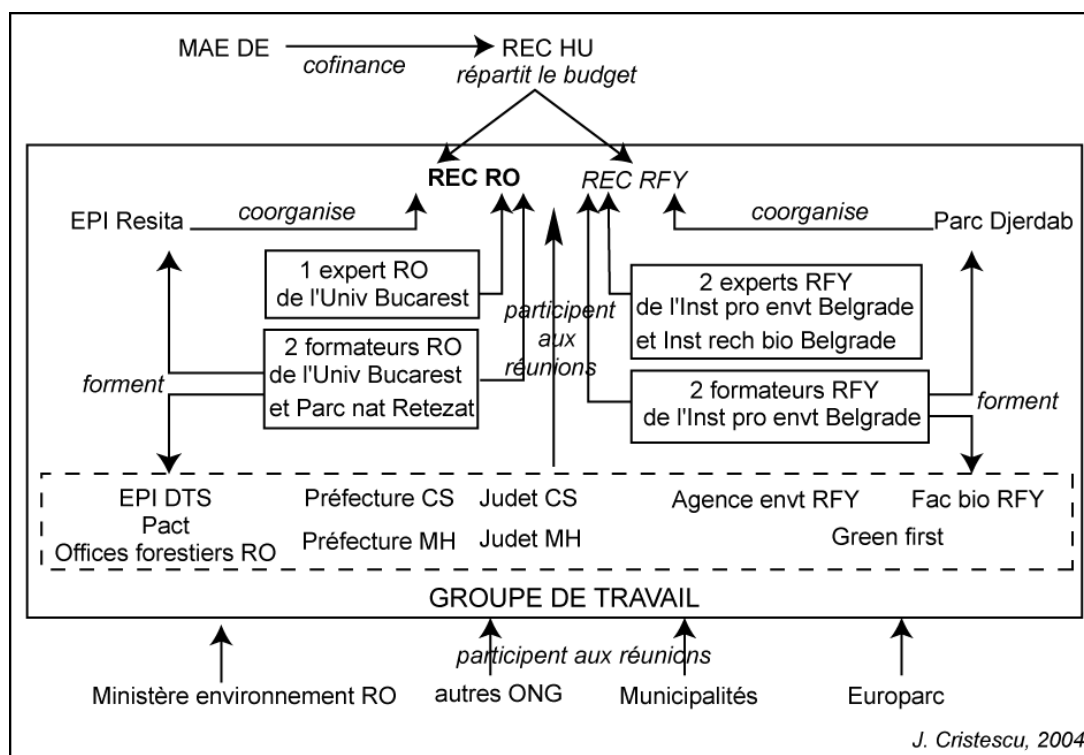 MAE DE
cofinance
REC HU
répartit le budget
REC RO
REC RFY
EPI Resita
coorganise
coorganise
Parc Djerdab
1 expert RO
de l'Univ Bucarest
participent
aux
réunions
2 experts RFY
de l'Inst pro envt Belgrade
et Inst rech bio Belgrade
forment
2 formateurs RO
de l'Univ Bucarest
et Parc nat Retezat
2 formateurs RFY
de l'Inst pro envt Belgrade
forment
EPI DTS
Pact
Offices forestiers RO
Préfecture CS
Préfecture MH
Judet CS
Judet MH
Agence envt RFY
Fac bio RFY
Green first
GROUPE DE TRAVAIL
participent aux réunions
Ministère environnement RO
autres ONG
Municipalités
Europarc
J. Cristescu, 2004